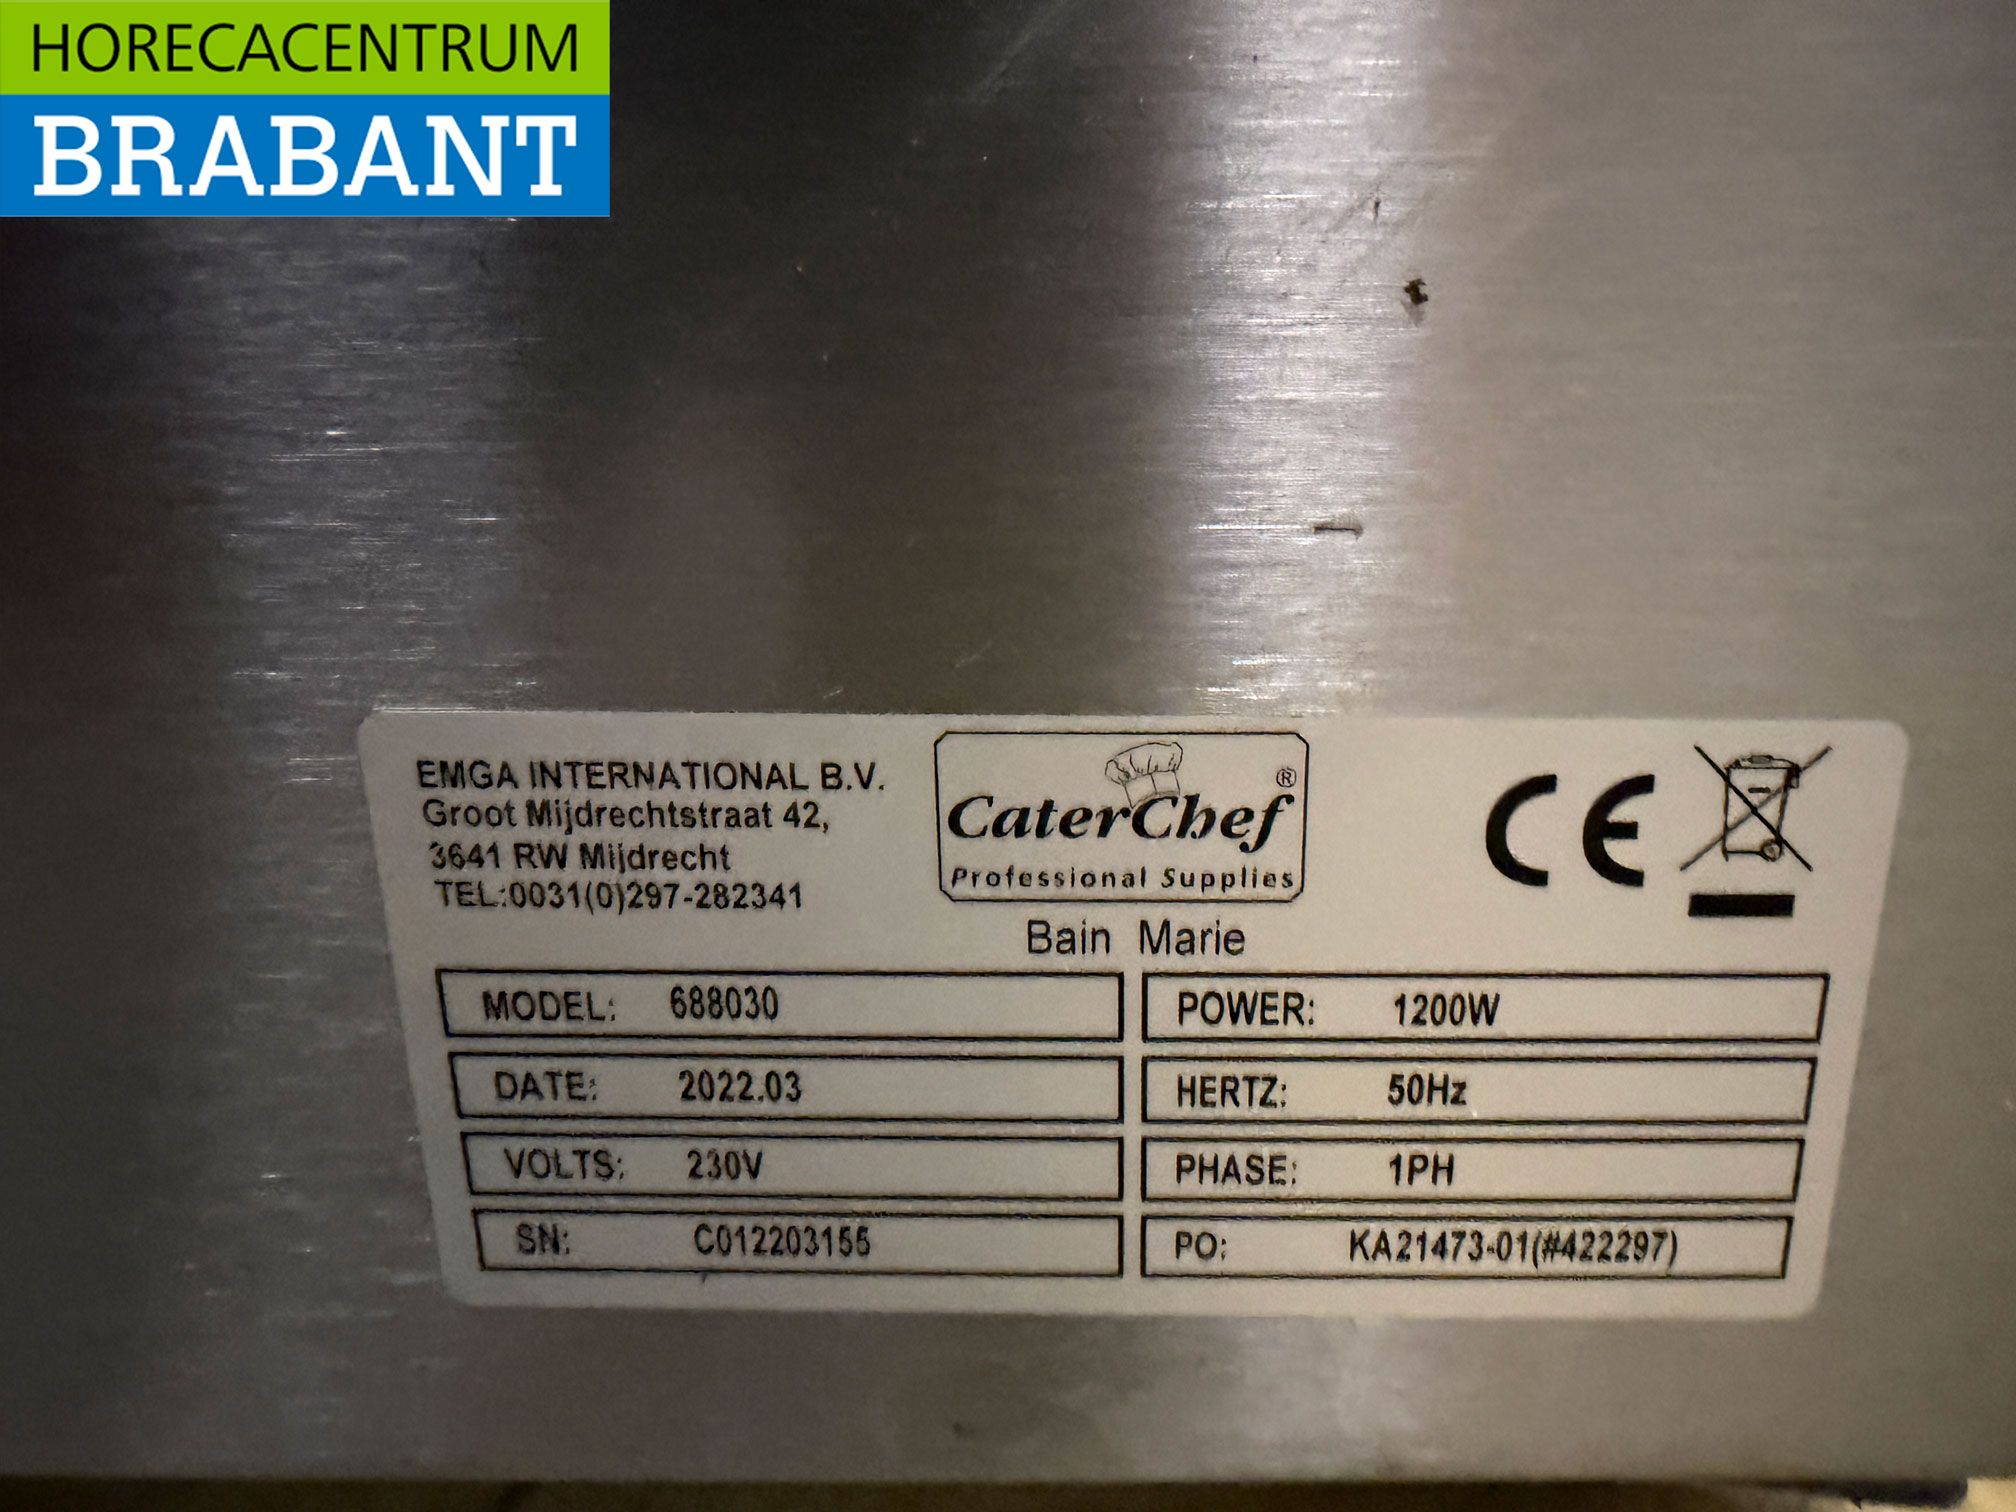 HORECACENTRUM
BRABANT
EMGA INTERNATIONAL B.V.
Groot Mijdrechtstraat 42,
3641 RW Mijdrecht
TEL:0031(0)297-282341
CaterChef®
Professional Supplies
CE
Bain Marie
MODEL: 688030
POWER: 1200W
DATE: 2022.03
HERTZ: 50Hz
VOLTS: 230V
PHASE: 1PH
SN: C012203155
PO: KA21473-01(#422297)